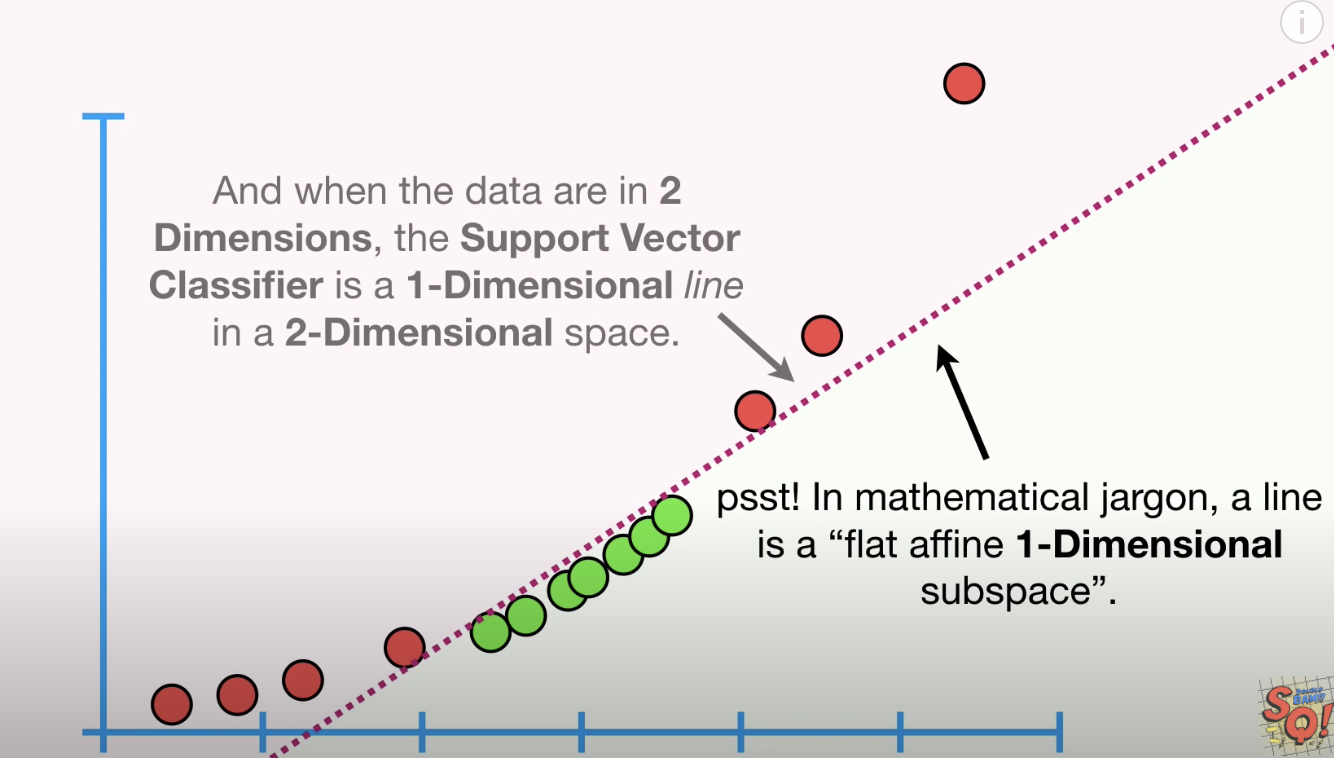 And when the data are in 2
Dimensions, the Support Vector
Classifier is a 1-Dimensional line
in a 2-Dimensional space.
psst! In mathematical jargon, a line
is a “flat affine 1-Dimensional
subspace”.
SQ!